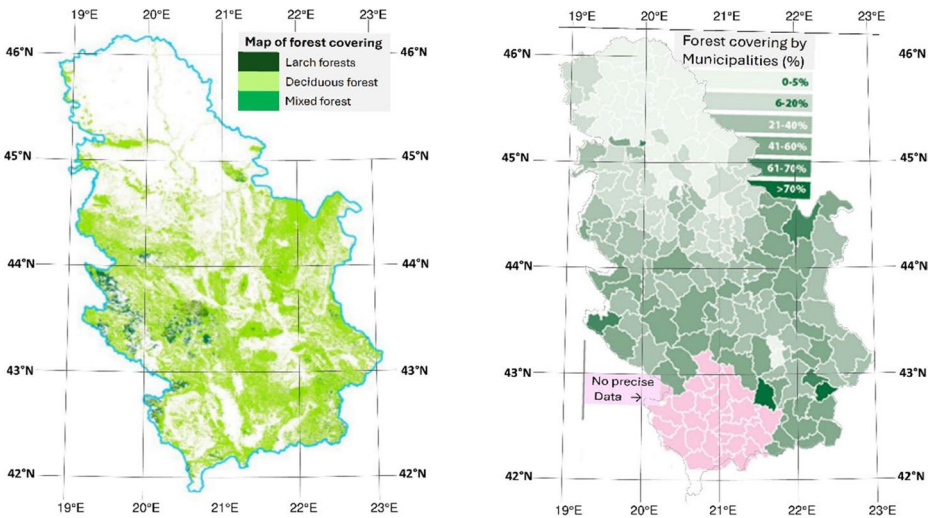 19°E 20°E 21°E 22°E 23°E
46°N
45°N
44°N
43°N
42°N
Map of forest covering
Larch forests
Deciduous forest
Mixed forest
46°N
45°N
44°N
43°N
42°N
19°E 20°E 21°E 22°E 23°E
19°E 20°E 21°E 22°E 23°E
46°N
45°N
44°N
43°N
42°N
Forest covering by
Municipalities (%)
0-5%
6-20%
21-40%
41-60%
61-70%
>70%
No precise
Data →
46°N
45°N
44°N
43°N
42°N
19°E 20°E 21°E 22°E 23°E